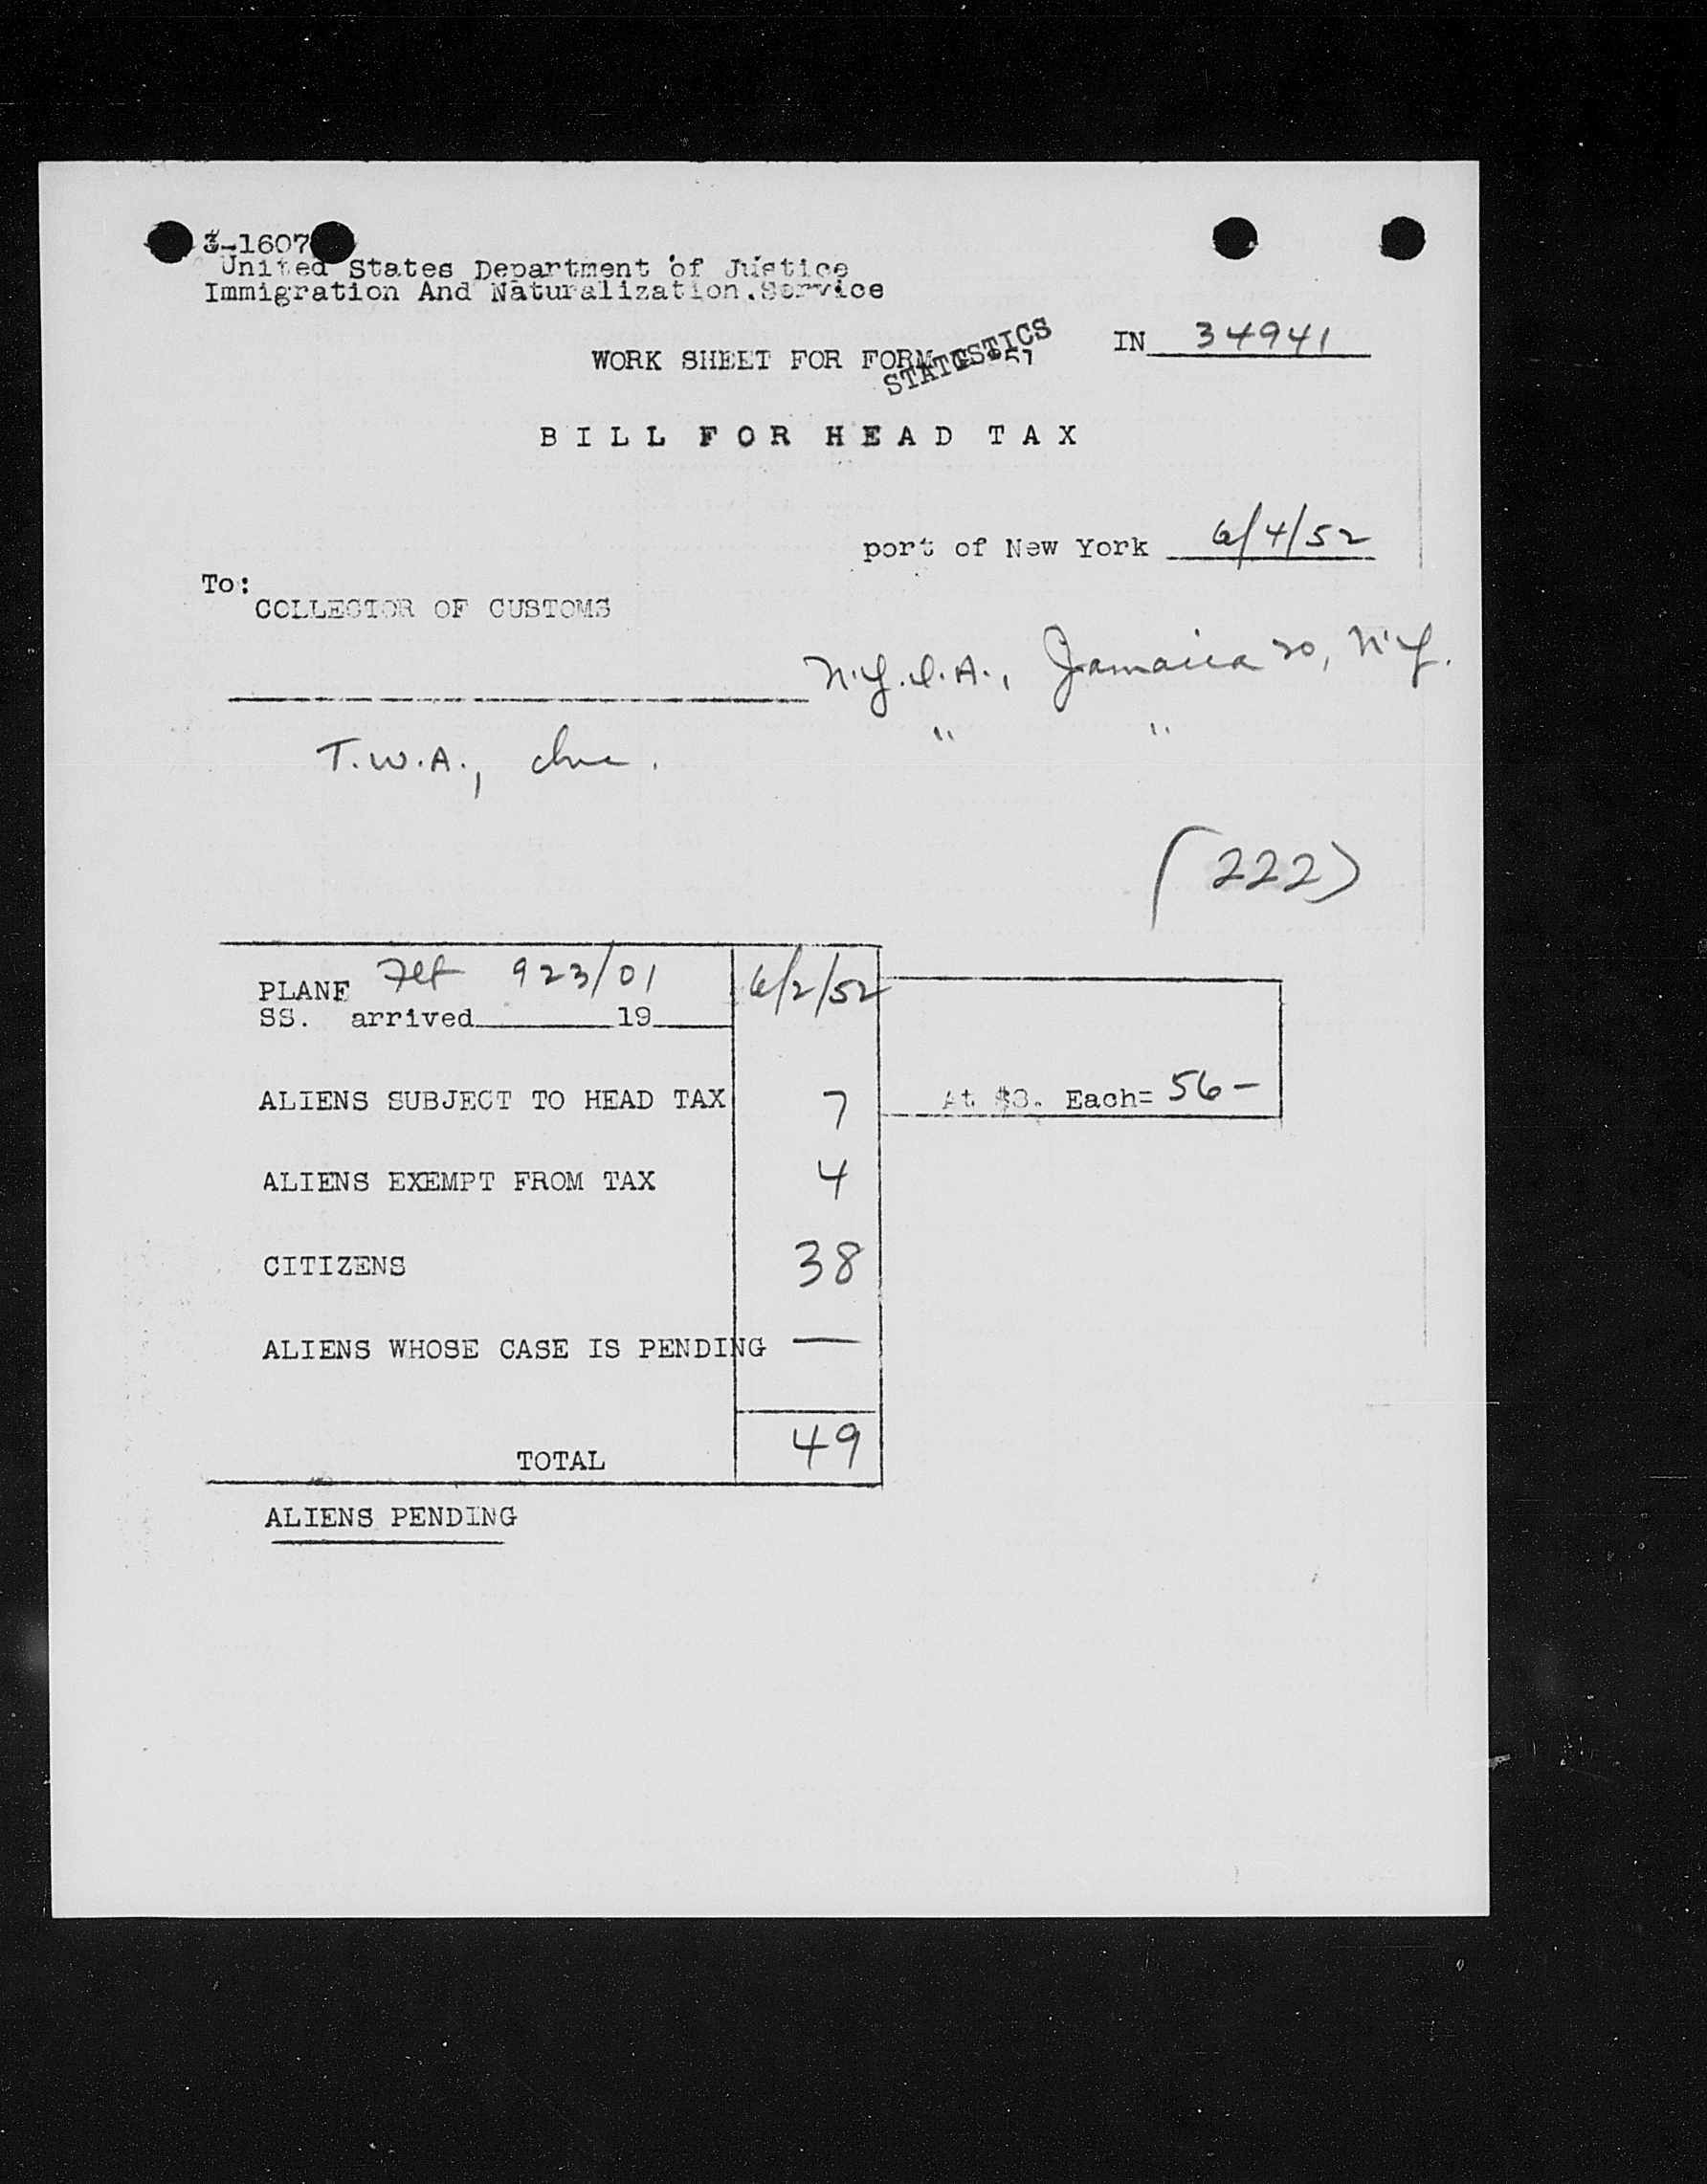 3-1607
United States Department of Justice
Immigration And Naturalization Service
IN 34941
WORK SHEET FOR FORM
STATISTICS
BILL FOR HEAD TAX
port of New York 6/4/52
To:
COLLECTOR OF CUSTOMS
N.Y.I.A., Jamaica 20, N.Y.
T.W.A., Inc. " "
(222)
PLANE Flt 923/01 6/2/52
SS. arrived 19
ALIENS SUBJECT TO HEAD TAX 7 At $8. Each= 56-
ALIENS EXEMPT FROM TAX 4
CITIZENS 38
ALIENS WHOSE CASE IS PENDING —
TOTAL 49
ALIENS PENDING